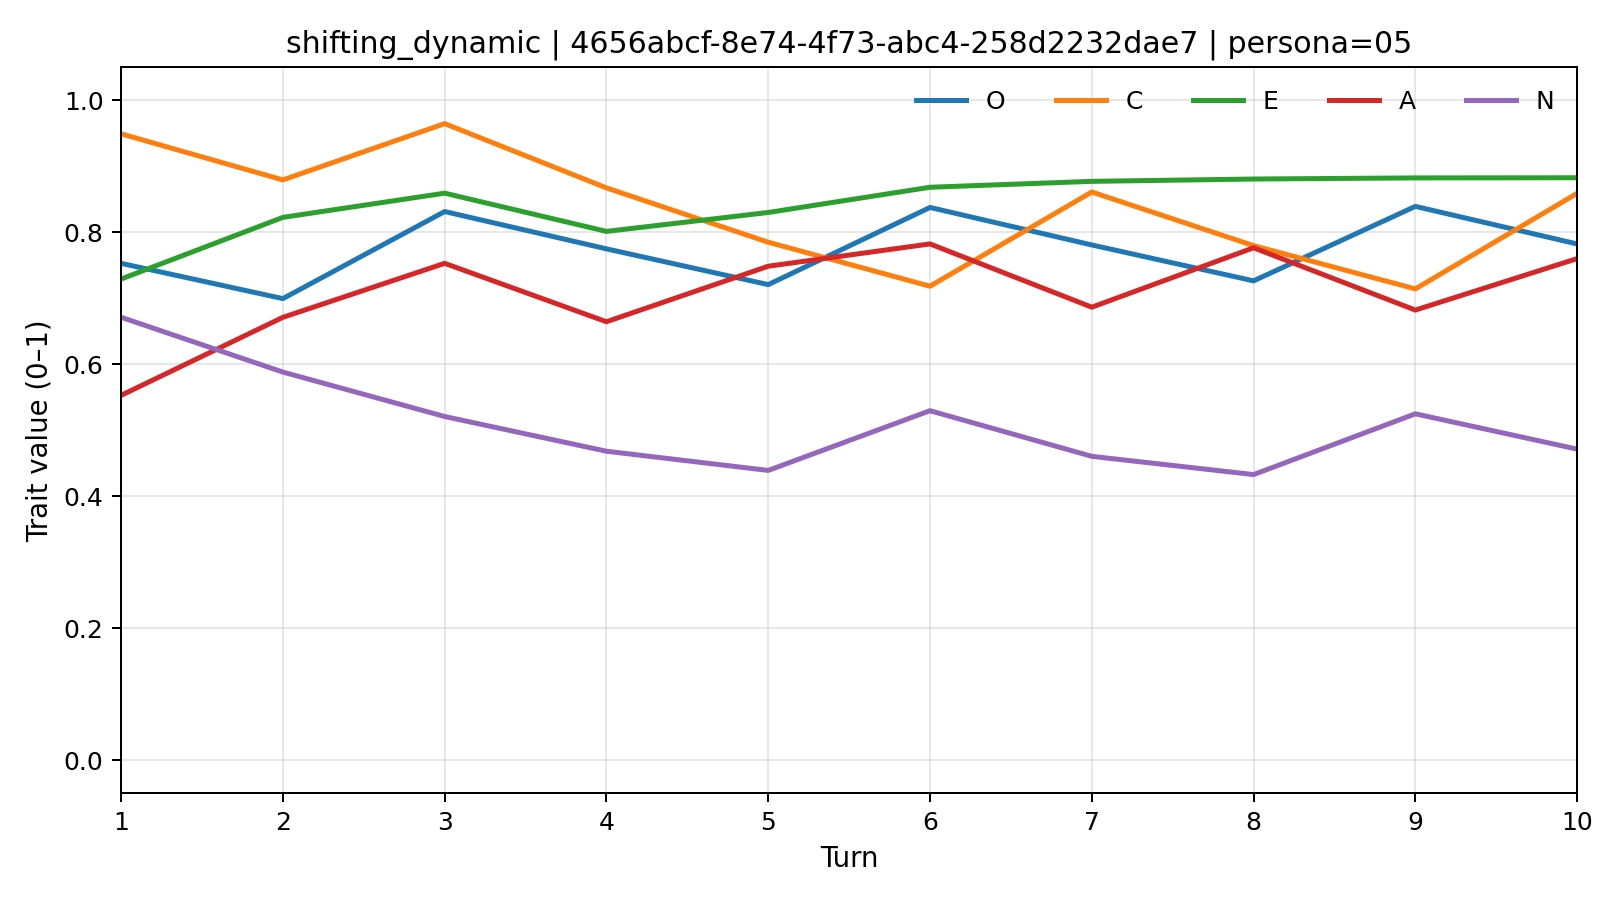 shifting_dynamic | 4656abcf-8e74-4f73-abc4-258d2232dae7 | persona=05
O C E A N
1.0
0.8
0.6
0.4
0.2
0.0
Trait value (0–1)
1 2 3 4 5 6 7 8 9 10
Turn